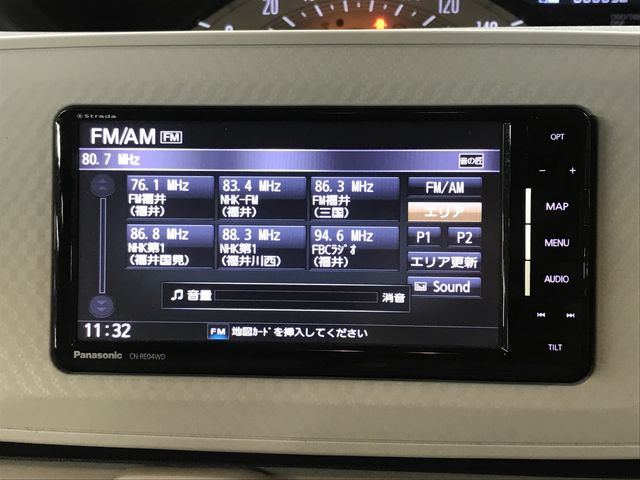 20
120
140
Strada
FM/AM FM
80.7 MHz 音の匠
76.1 MHz 83.4 MHz 86.3 MHz FM/AM
FM福井 NHK-FM FM福井
(福井) (福井) (三国) エリア
86.8 MHz 88.3 MHz 94.6 MHz P1 P2
NHK第1 NHK第1 FBCラジオ
(福井国見) (福井川西) (福井) エリア更新
Sound
音量 消音
11:32 FM 地図カードを挿入してください
Panasonic CN-RE04WD
OPT
− +
MAP
MENU
AUDIO
TILT